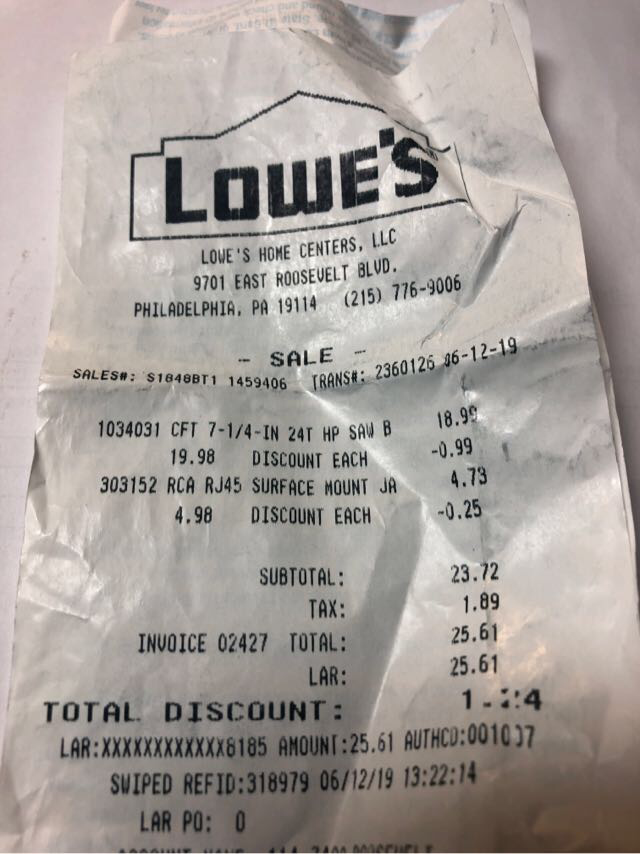 LOWE'S
LOWE'S HOME CENTERS, LLC
9701 EAST ROOSEVELT BLVD.
PHILADELPHIA, PA 19114 (215) 776-9006
- SALE -
SALES#: S1848BT1 1459406 TRANS#: 2360126 06-12-19
1034031 CFT 7-1/4-IN 24T HP SAW B 18.99
19.98 DISCOUNT EACH -0.99
303152 RCA RJ45 SURFACE MOUNT JA 4.73
4.98 DISCOUNT EACH -0.25
SUBTOTAL: 23.72
TAX: 1.89
INVOICE 02427 TOTAL: 25.61
LAR: 25.61
TOTAL DISCOUNT:
LAR:XXXXXXXXXXXX8185 AMOUNT:25.61
SWIPED REFID:318979 06/12/19 13:22:14
LAR PO: 0